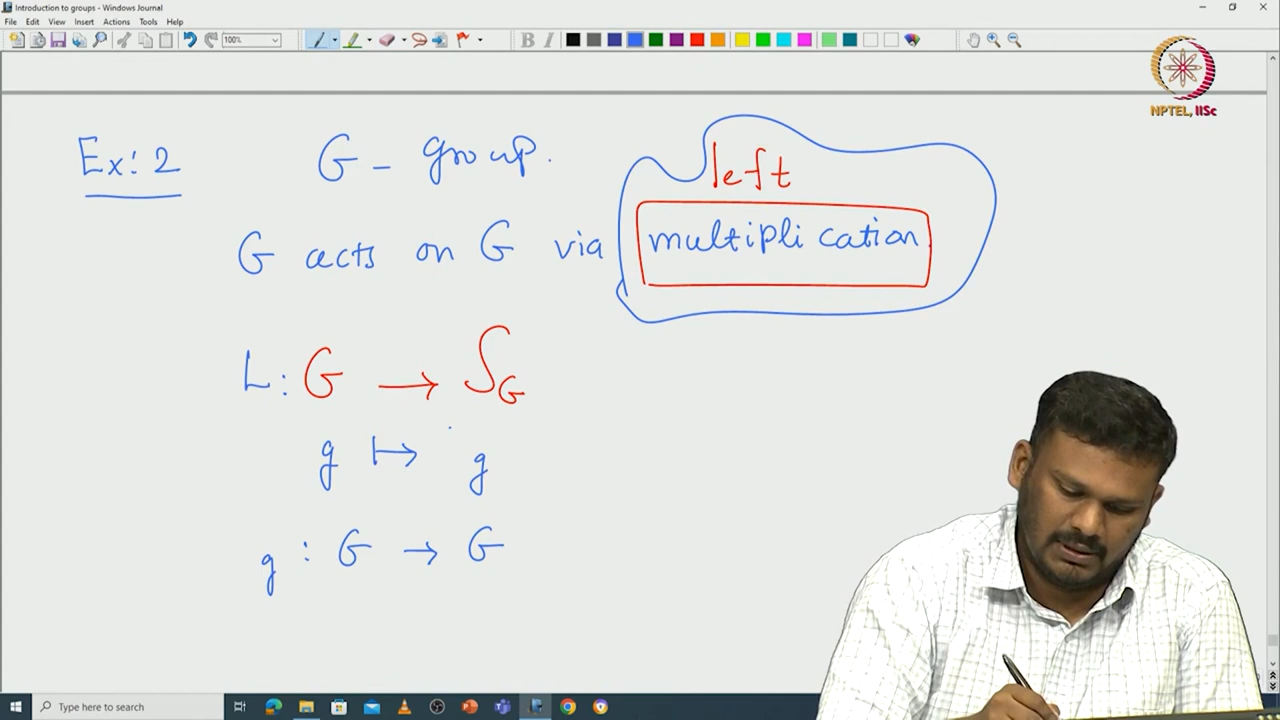 Introduction to groups - Windows Journal
File Edit View Insert Actions Tools Help
100%
B I
NPTEL, IISc
Ex: 2 G - group.
left
G acts on G via multiplication
L: G → S_G
g ↦ g
g : G → G
Type here to search